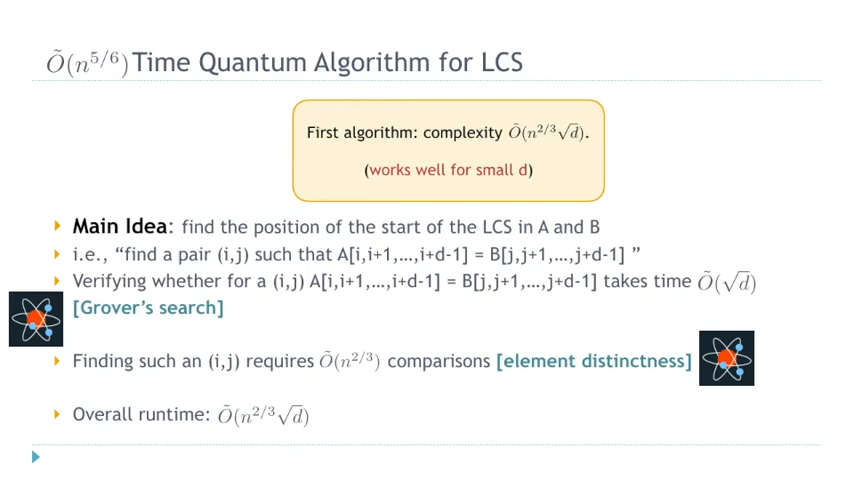 Õ(n^{5/6}) Time Quantum Algorithm for LCS
First algorithm: complexity Õ(n^{2/3}√d).
(works well for small d)
Main Idea: find the position of the start of the LCS in A and B
i.e., “find a pair (i,j) such that A[i,i+1,…,i+d-1] = B[j,j+1,…,j+d-1] ”
Verifying whether for a (i,j) A[i,i+1,…,i+d-1] = B[j,j+1,…,j+d-1] takes time Õ(√d)
[Grover’s search]
Finding such an (i,j) requires Õ(n^{2/3}) comparisons [element distinctness]
Overall runtime: Õ(n^{2/3}√d)